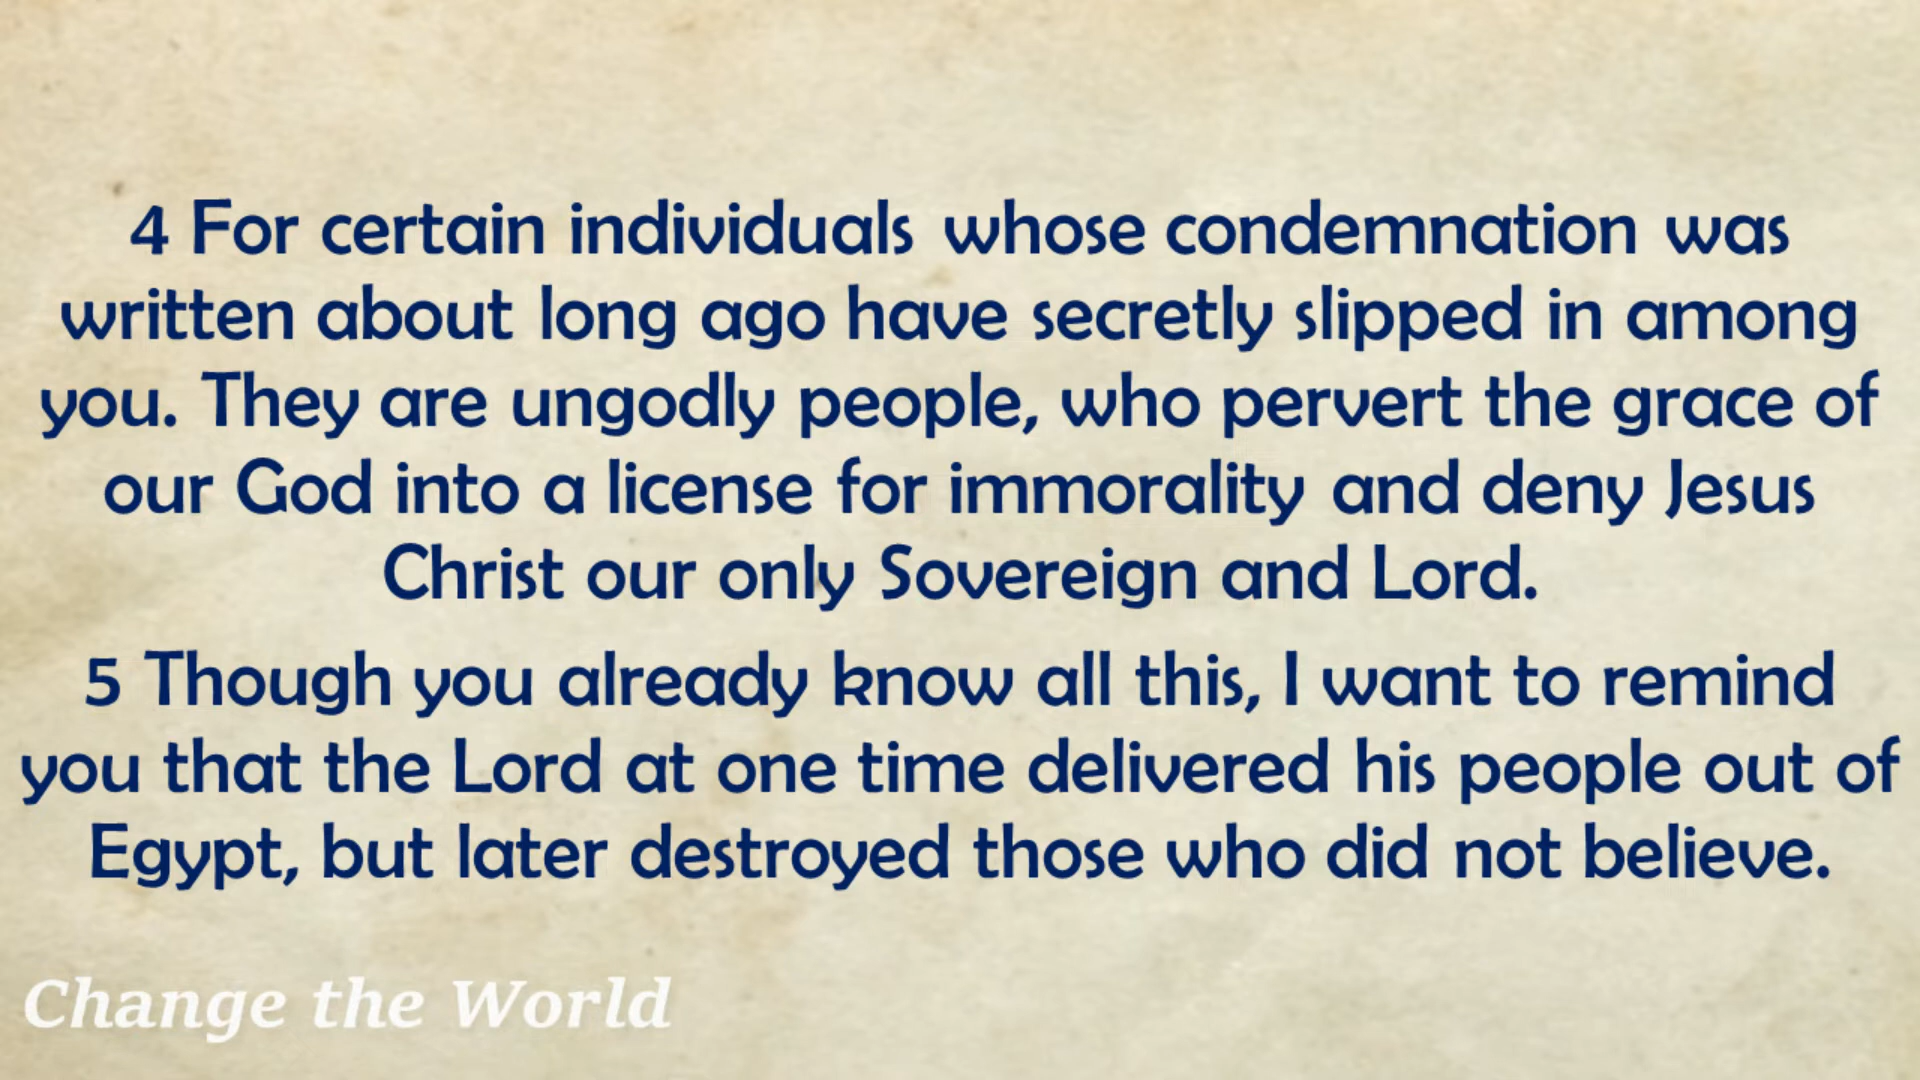 4 For certain individuals whose condemnation was
written about long ago have secretly slipped in among
you. They are ungodly people, who pervert the grace of
our God into a license for immorality and deny Jesus
Christ our only Sovereign and Lord.
5 Though you already know all this, I want to remind
you that the Lord at one time delivered his people out of
Egypt, but later destroyed those who did not believe.
Change the World